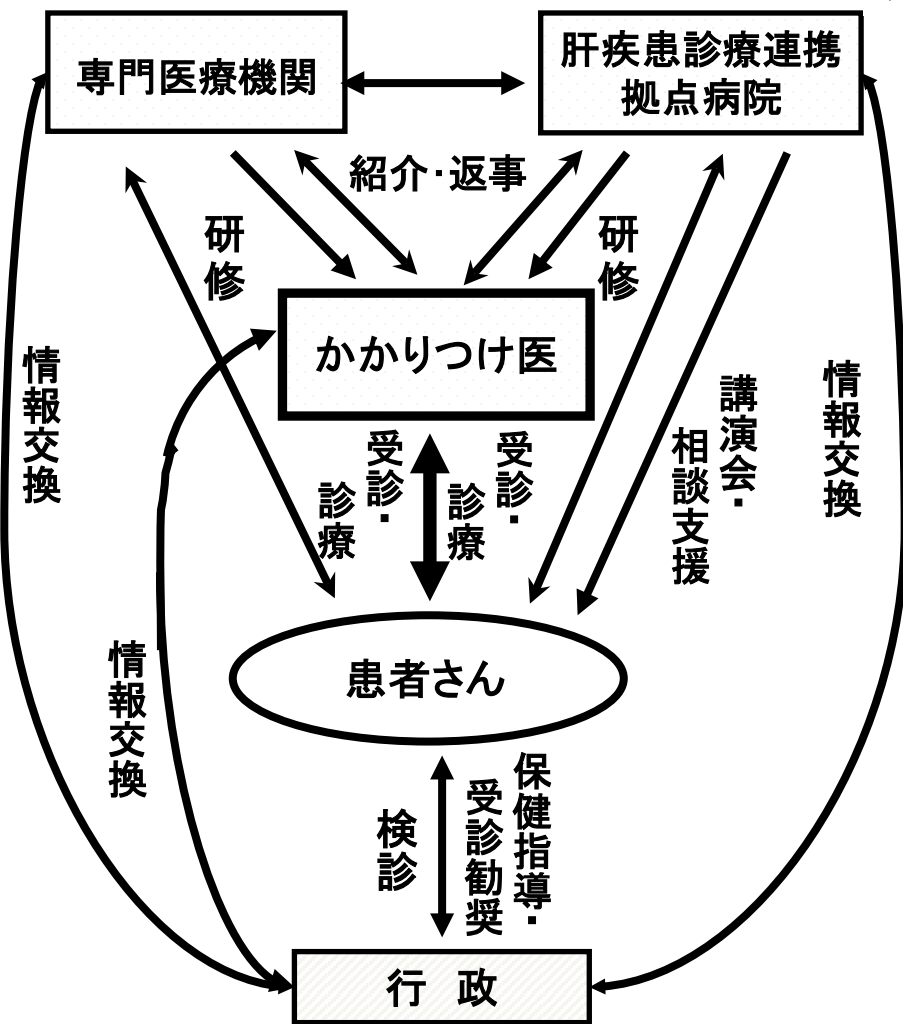 専門医療機関
肝疾患診療連携
拠点病院
紹介・返事
研修
研修
かかりつけ医
情報交換
情報交換
講演会・
相談支援
受診・
診療
受診・
診療
情報交換
患者さん
検診
保健指導・
受診勧奨
行　政